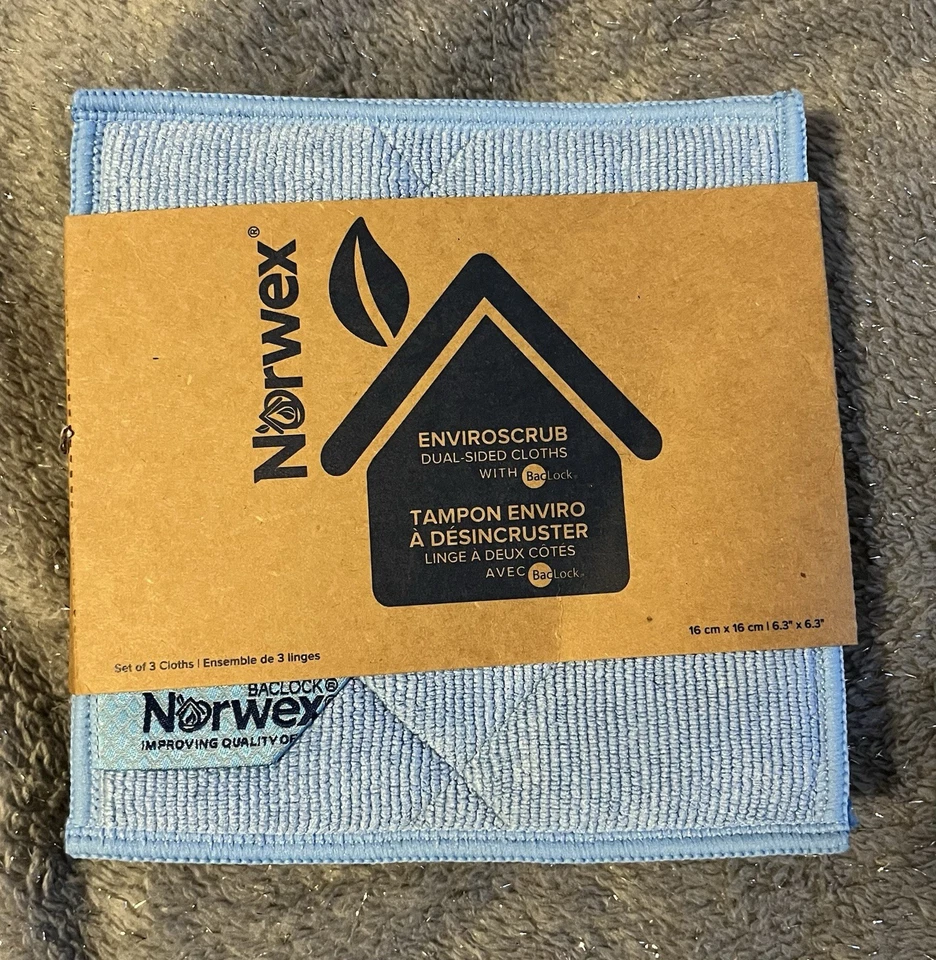 Norwex®
ENVIROSCRUB
DUAL-SIDED CLOTHS
WITH BacLock®
TAMPON ENVIRO
À DÉSINCRUSTER
LINGE À DEUX CÔTÉS
AVEC BacLock®
16 cm x 16 cm | 6.3" x 6.3"
Set of 3 Cloths | Ensemble de 3 linges
BACLOCK®
Norwex®
IMPROVING QUALITY OF